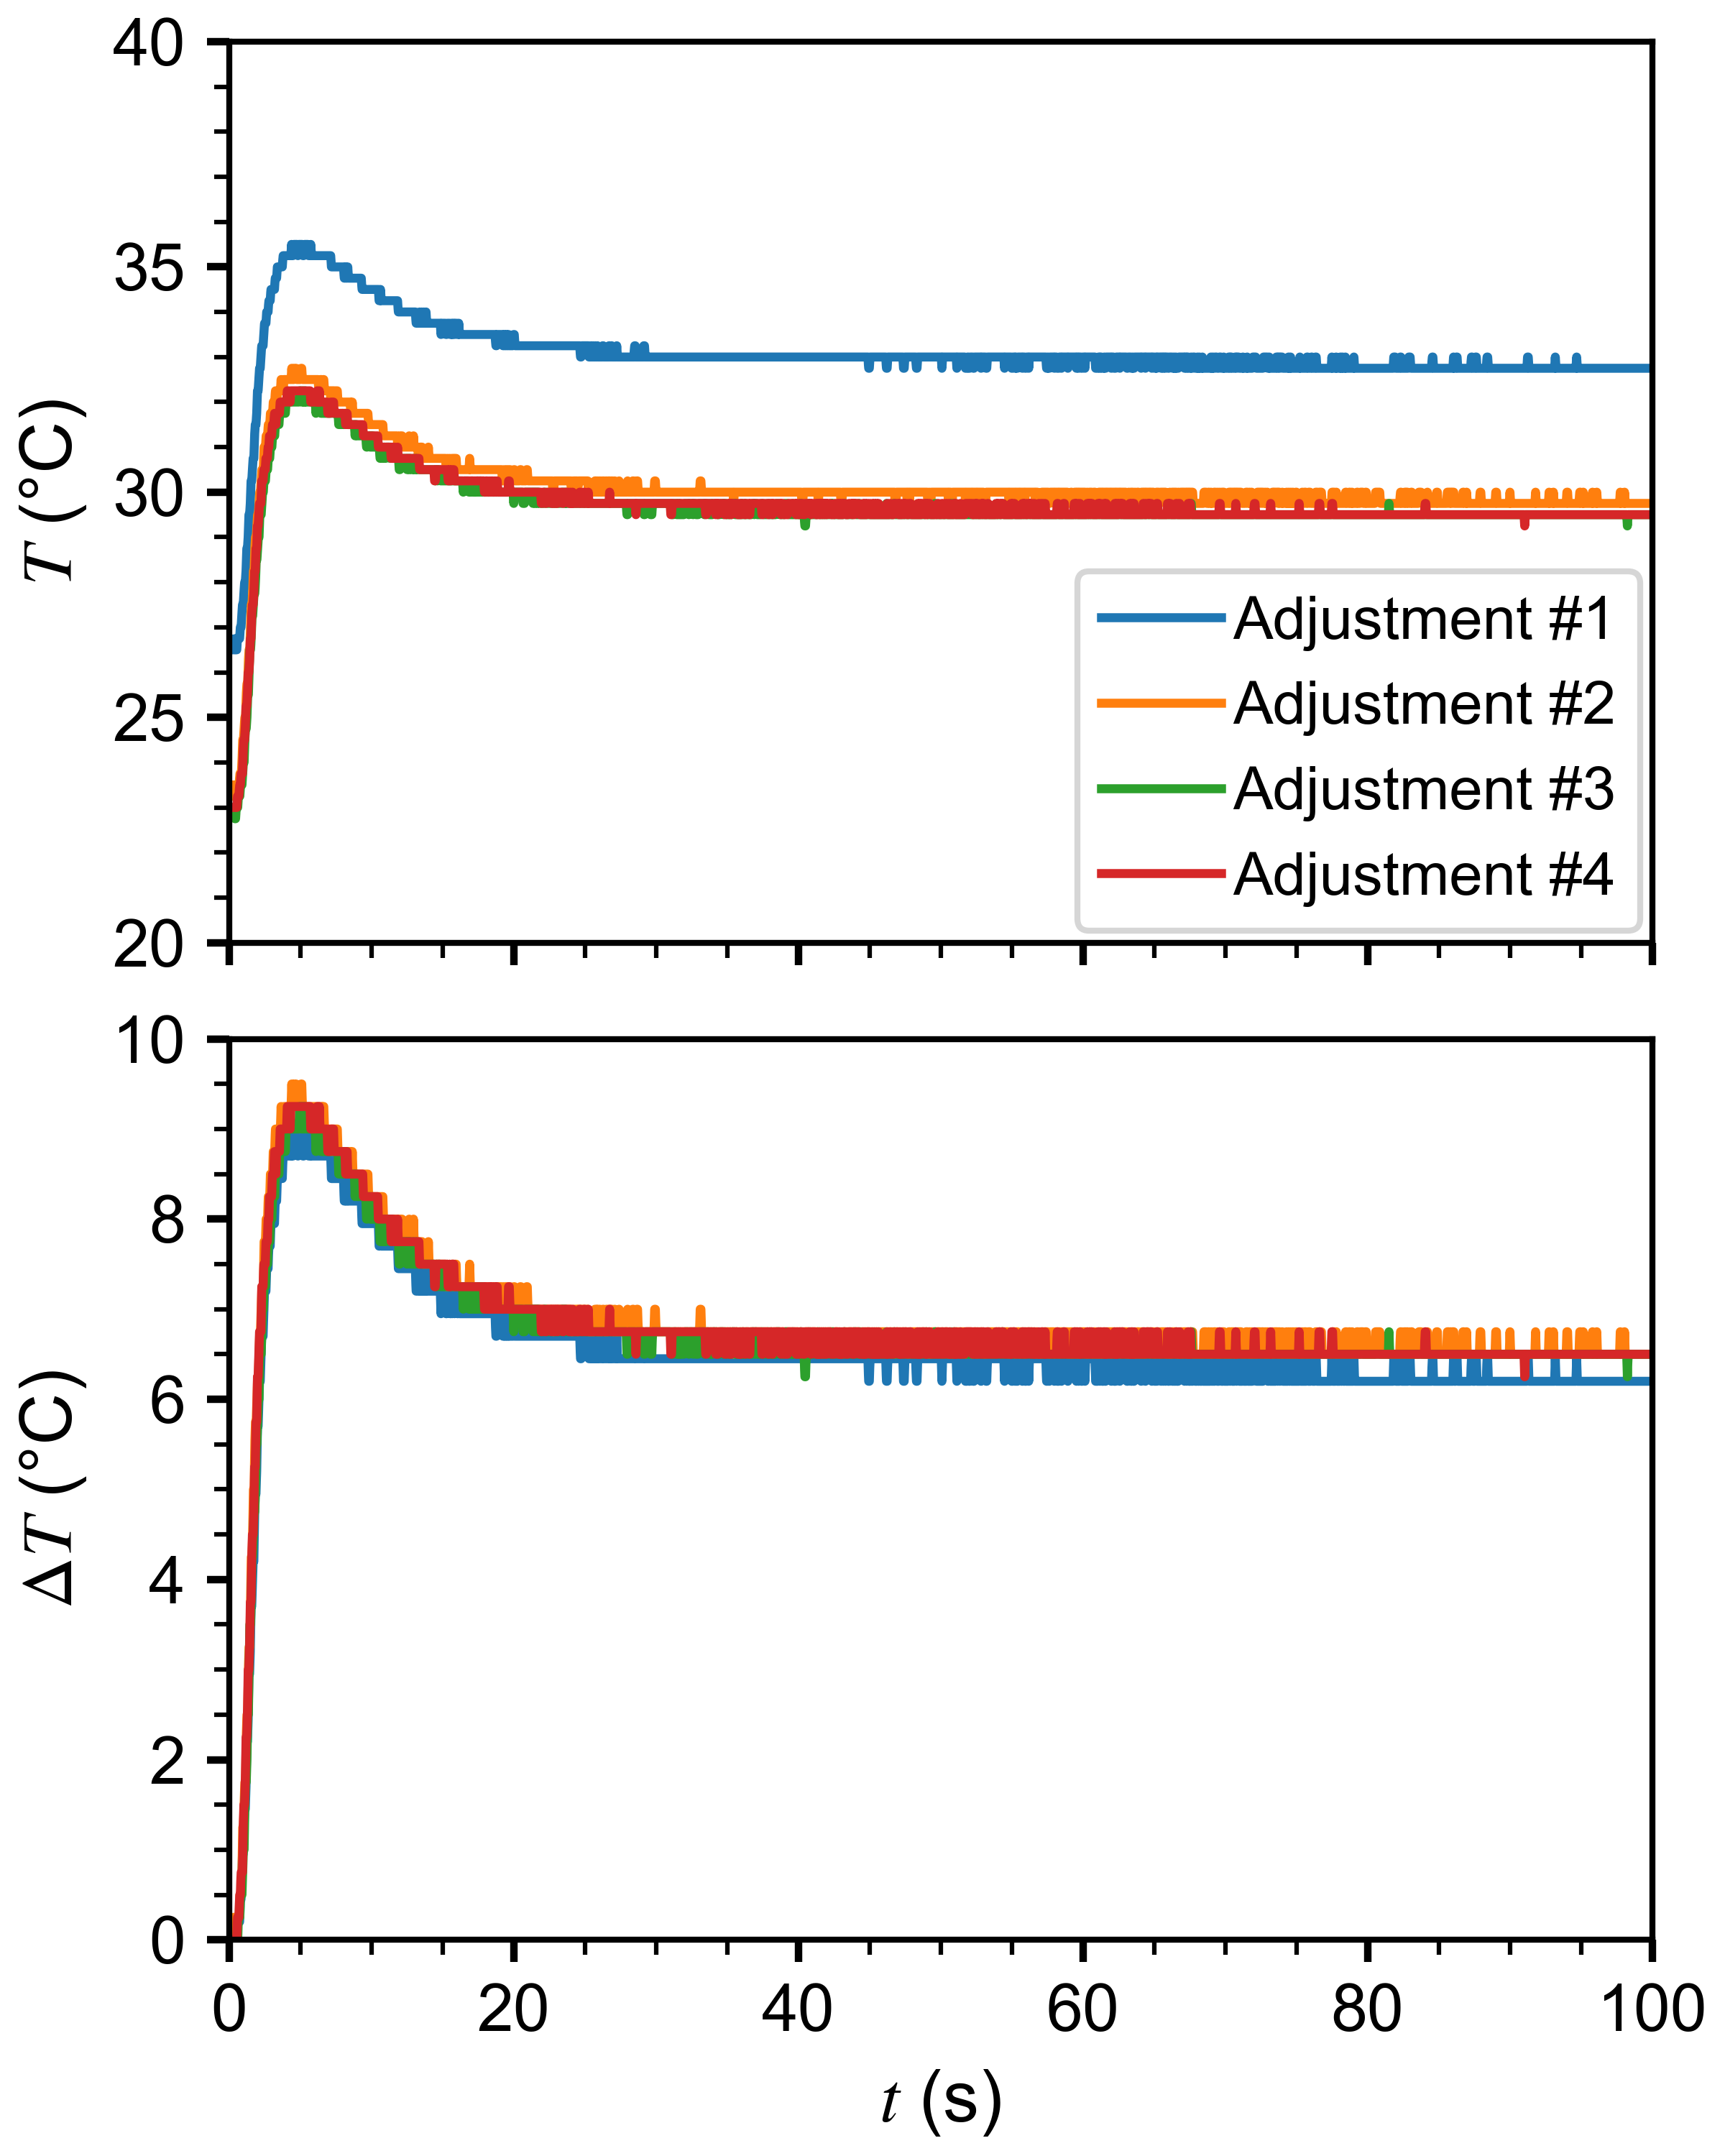 40
35
30
25
20
T (°C)
Adjustment #1
Adjustment #2
Adjustment #3
Adjustment #4
10
8
6
4
2
0
ΔT (°C)
0 20 40 60 80 100
t (s)